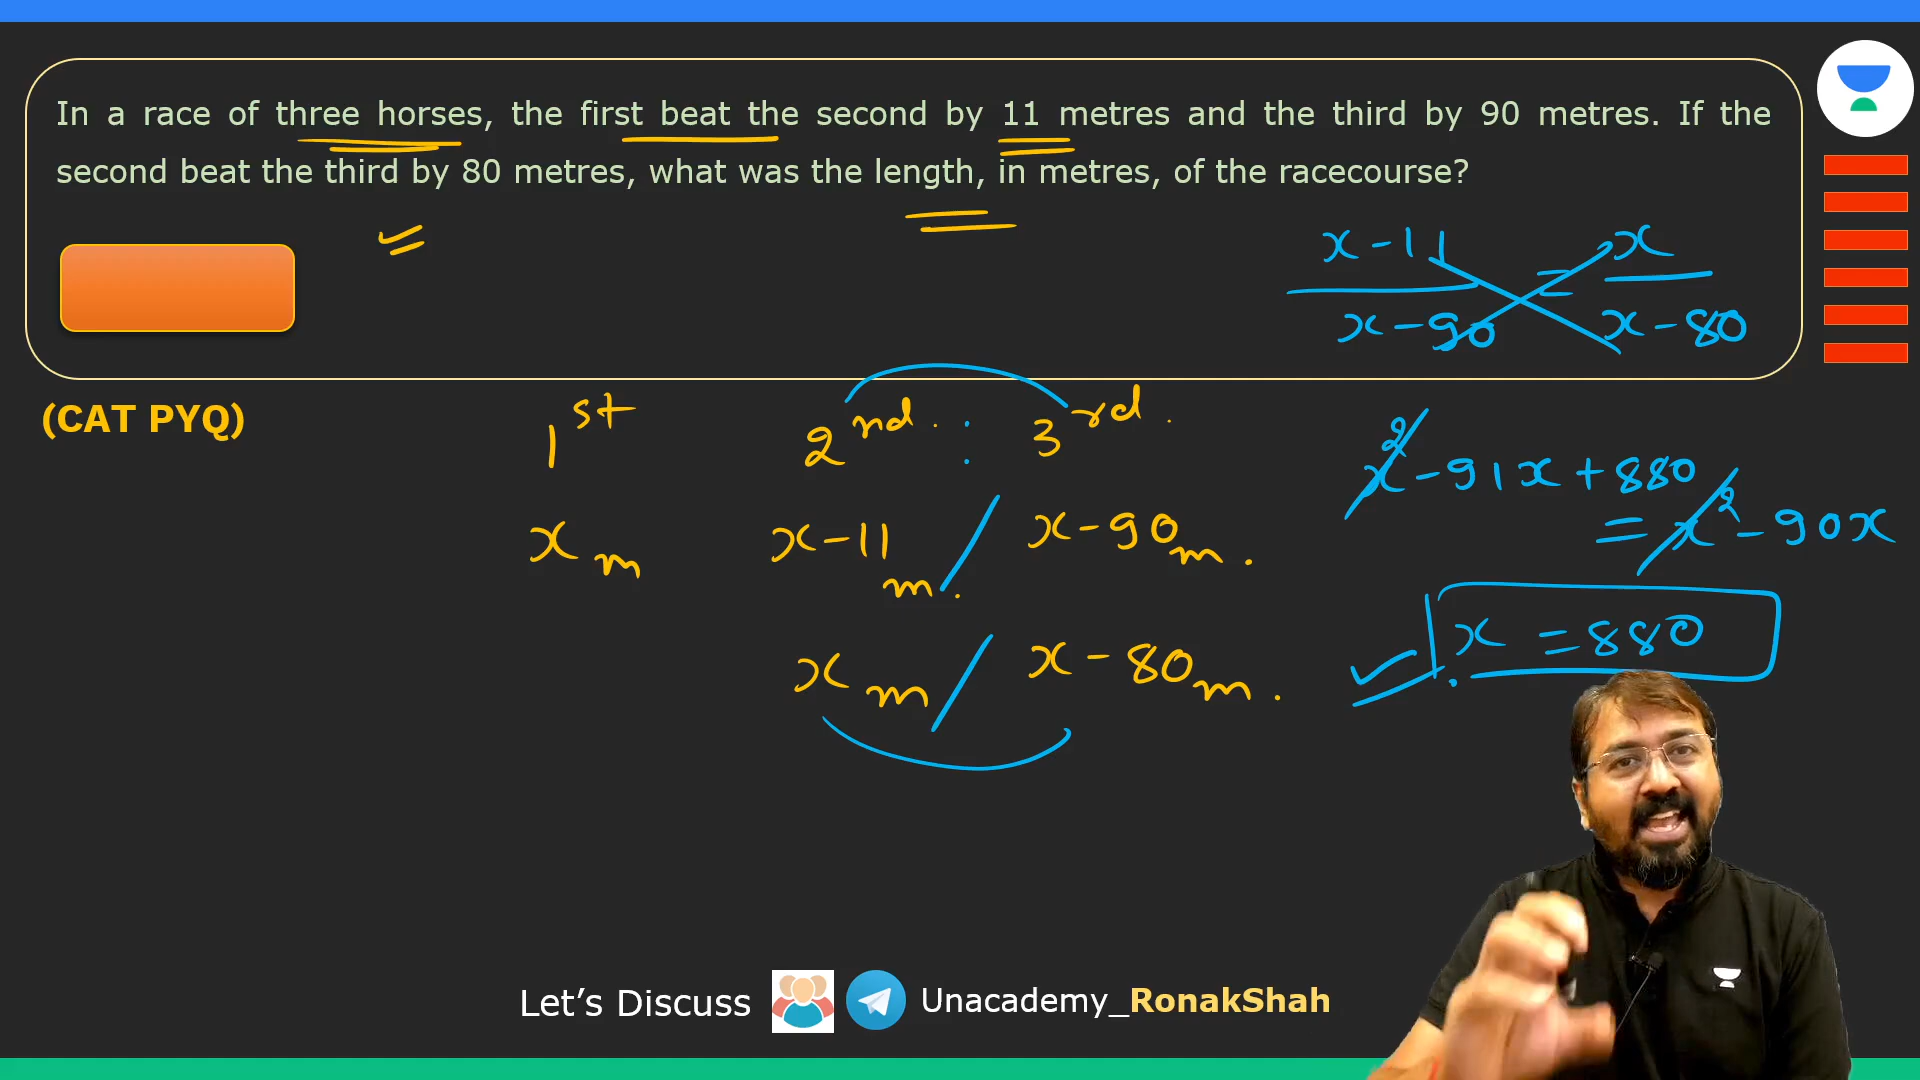 In a race of three horses, the first beat the second by 11 metres and the third by 90 metres. If the
second beat the third by 80 metres, what was the length, in metres, of the racecourse?
x-11 = x
x-90 x-80
(CAT PYQ)
1st 2nd. : 3rd.
x m x-11 m. / x-90 m.
x m / x-80 m.
x² -91x+880
= x² -90x
x = 880
Let’s Discuss Unacademy_RonakShah